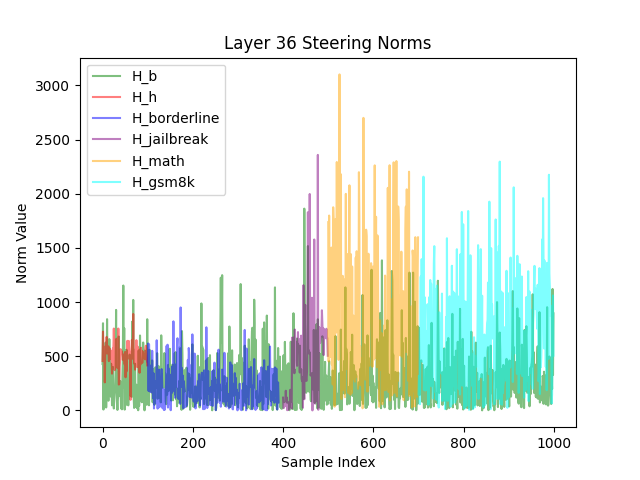 Layer 36 Steering Norms
H_b
H_h
H_borderline
H_jailbreak
H_math
H_gsm8k
Norm Value
3000
2500
2000
1500
1000
500
0
0 200 400 600 800 1000
Sample Index